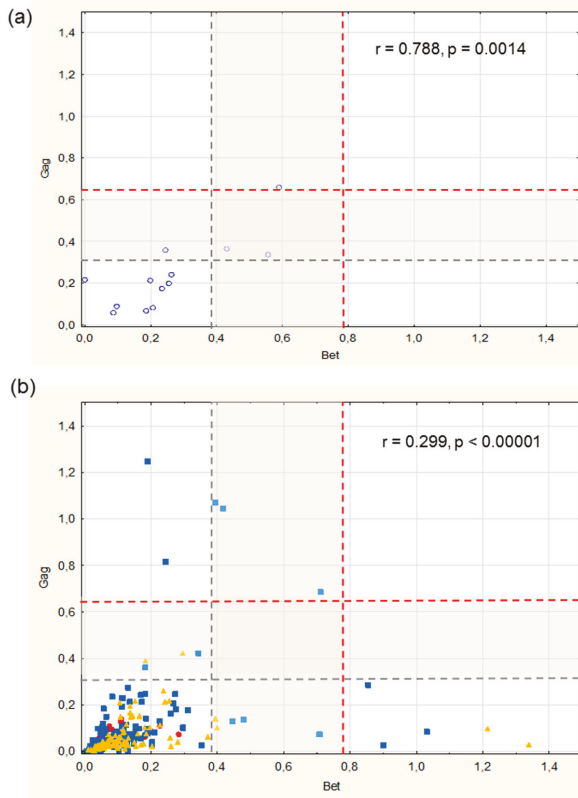 (a)
1,4
1,2
1,0
0,8
0,6
0,4
0,2
0,0
Gag
r = 0.788, p = 0.0014
0,0 0,2 0,4 0,6 0,8 1,0 1,2 1,4
Bet
(b)
1,4
1,2
1,0
0,8
0,6
0,4
0,2
0,0
Gag
r = 0.299, p < 0.00001
0,0 0,2 0,4 0,6 0,8 1,0 1,2 1,4
Bet